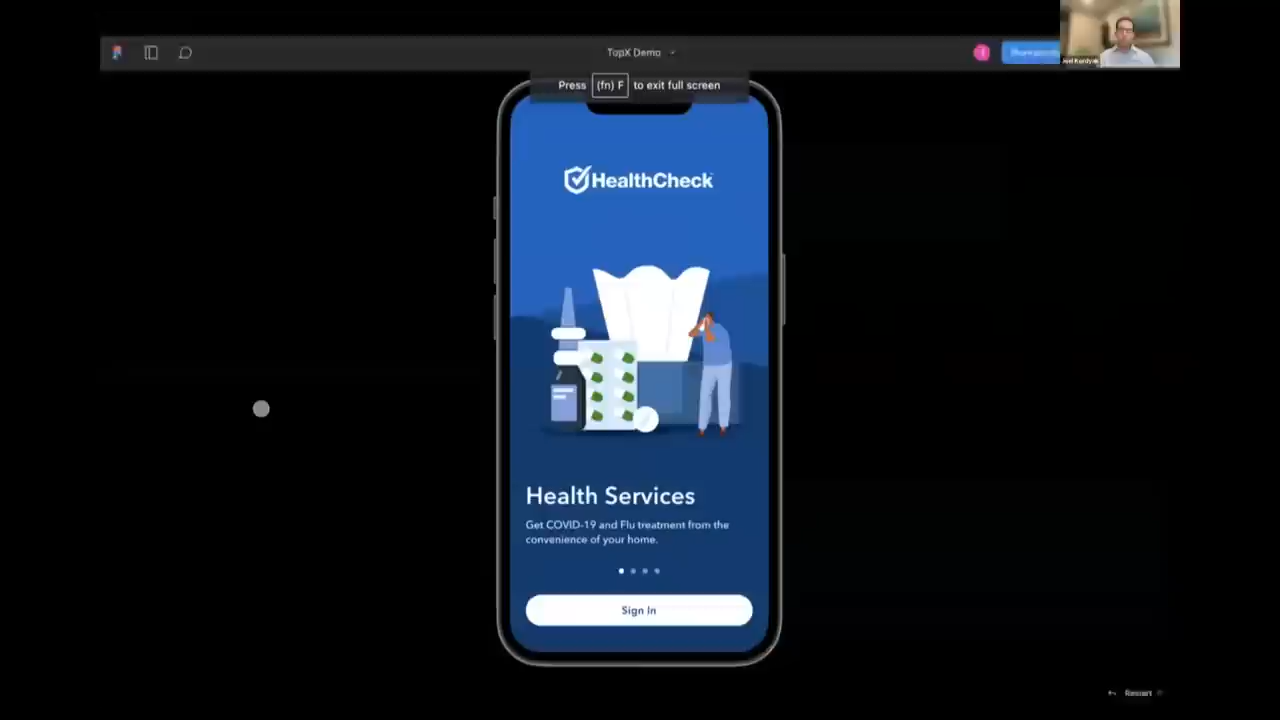 TopX Demo
Press (fn) F to exit full screen
HealthCheck
Health Services
Get COVID-19 and Flu treatment from the
convenience of your home.
Sign In
Restart